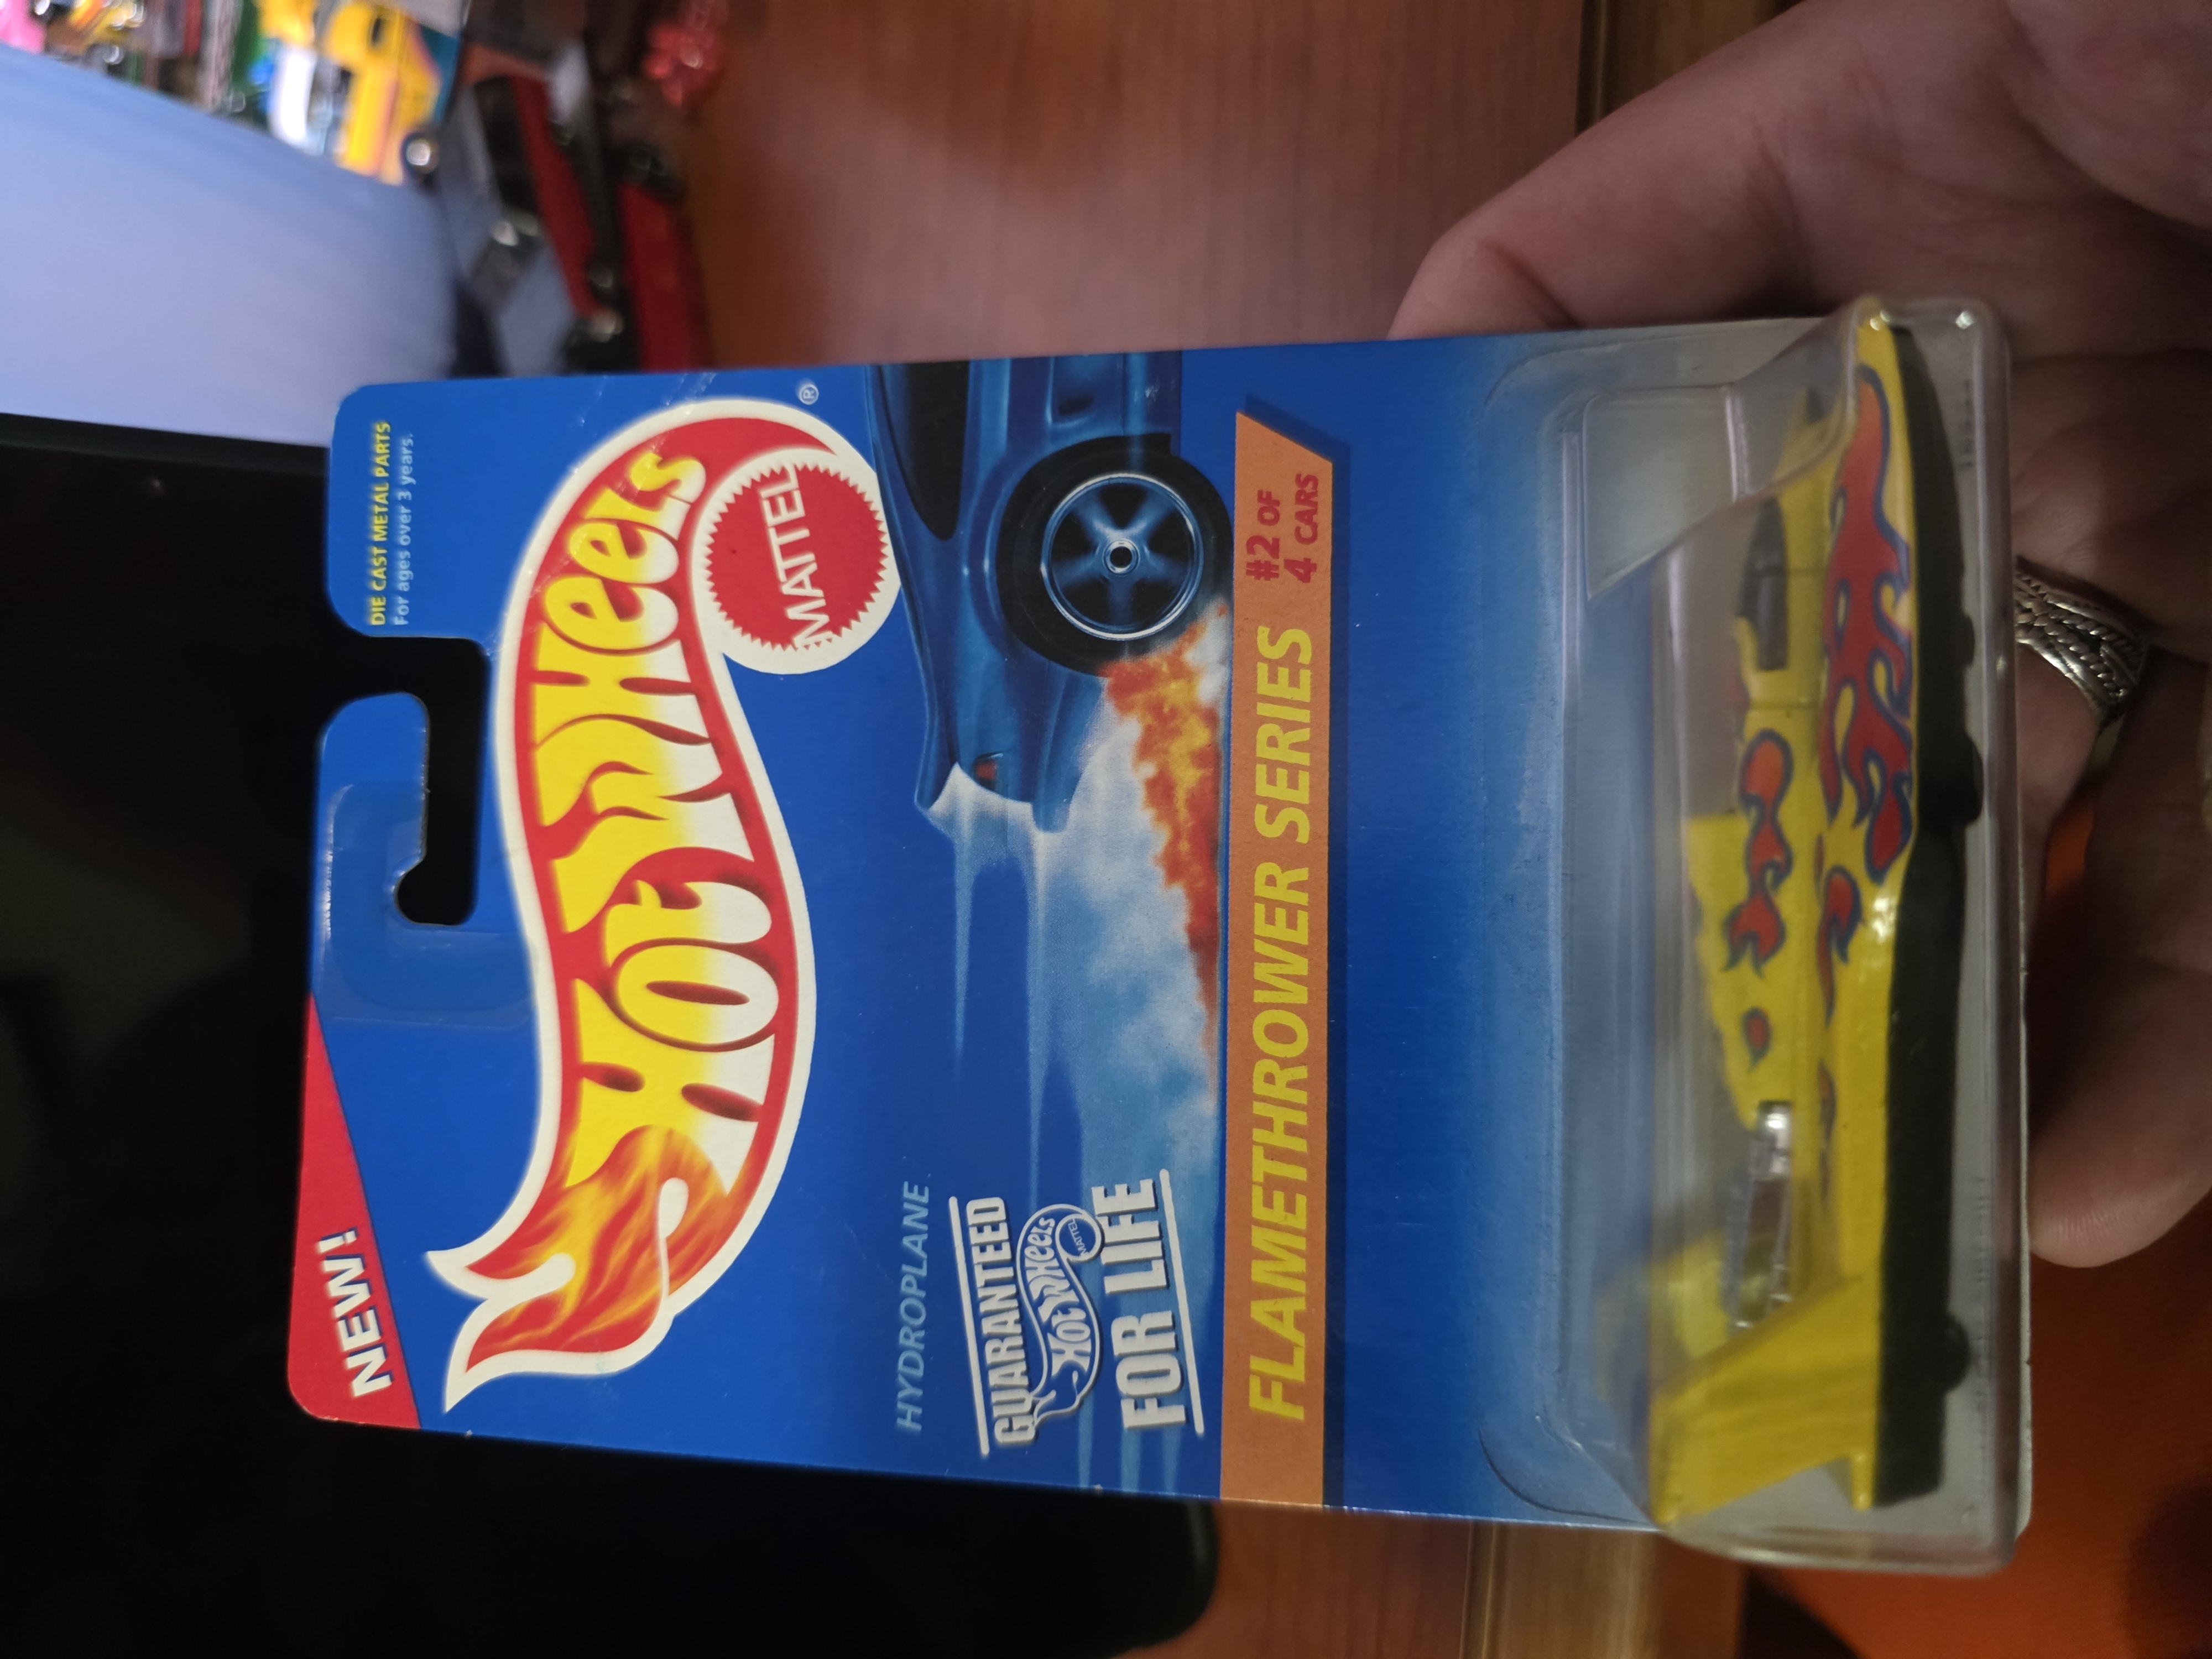 NEW!
DIE CAST METAL PARTS
For ages over 3 years.
Hot Wheels ®
MATTEL
HYDROPLANE
GUARANTEED
Hot Wheels
MATTEL
FOR LIFE
FLAMETHROWER SERIES
#2 OF
4 CARS